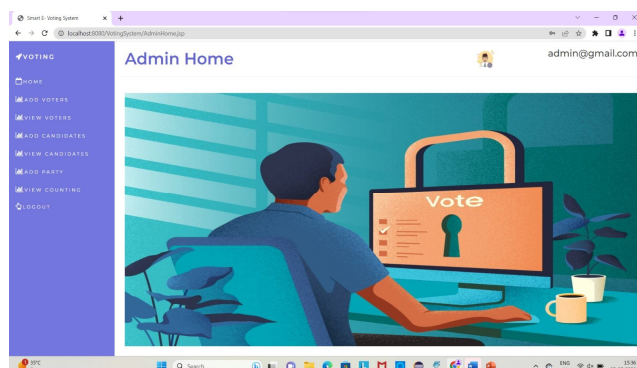 Smart E- Voting System
localhost:8080/VotingSystem/AdminHome.jsp
VOTING
Admin Home
admin@gmail.com
HOME
ADD VOTERS
VIEW VOTERS
ADD CANDIDATES
VIEW CANDIDATES
ADD PARTY
VIEW COUNTING
LOGOUT
Vote
Search
ENG
15:36